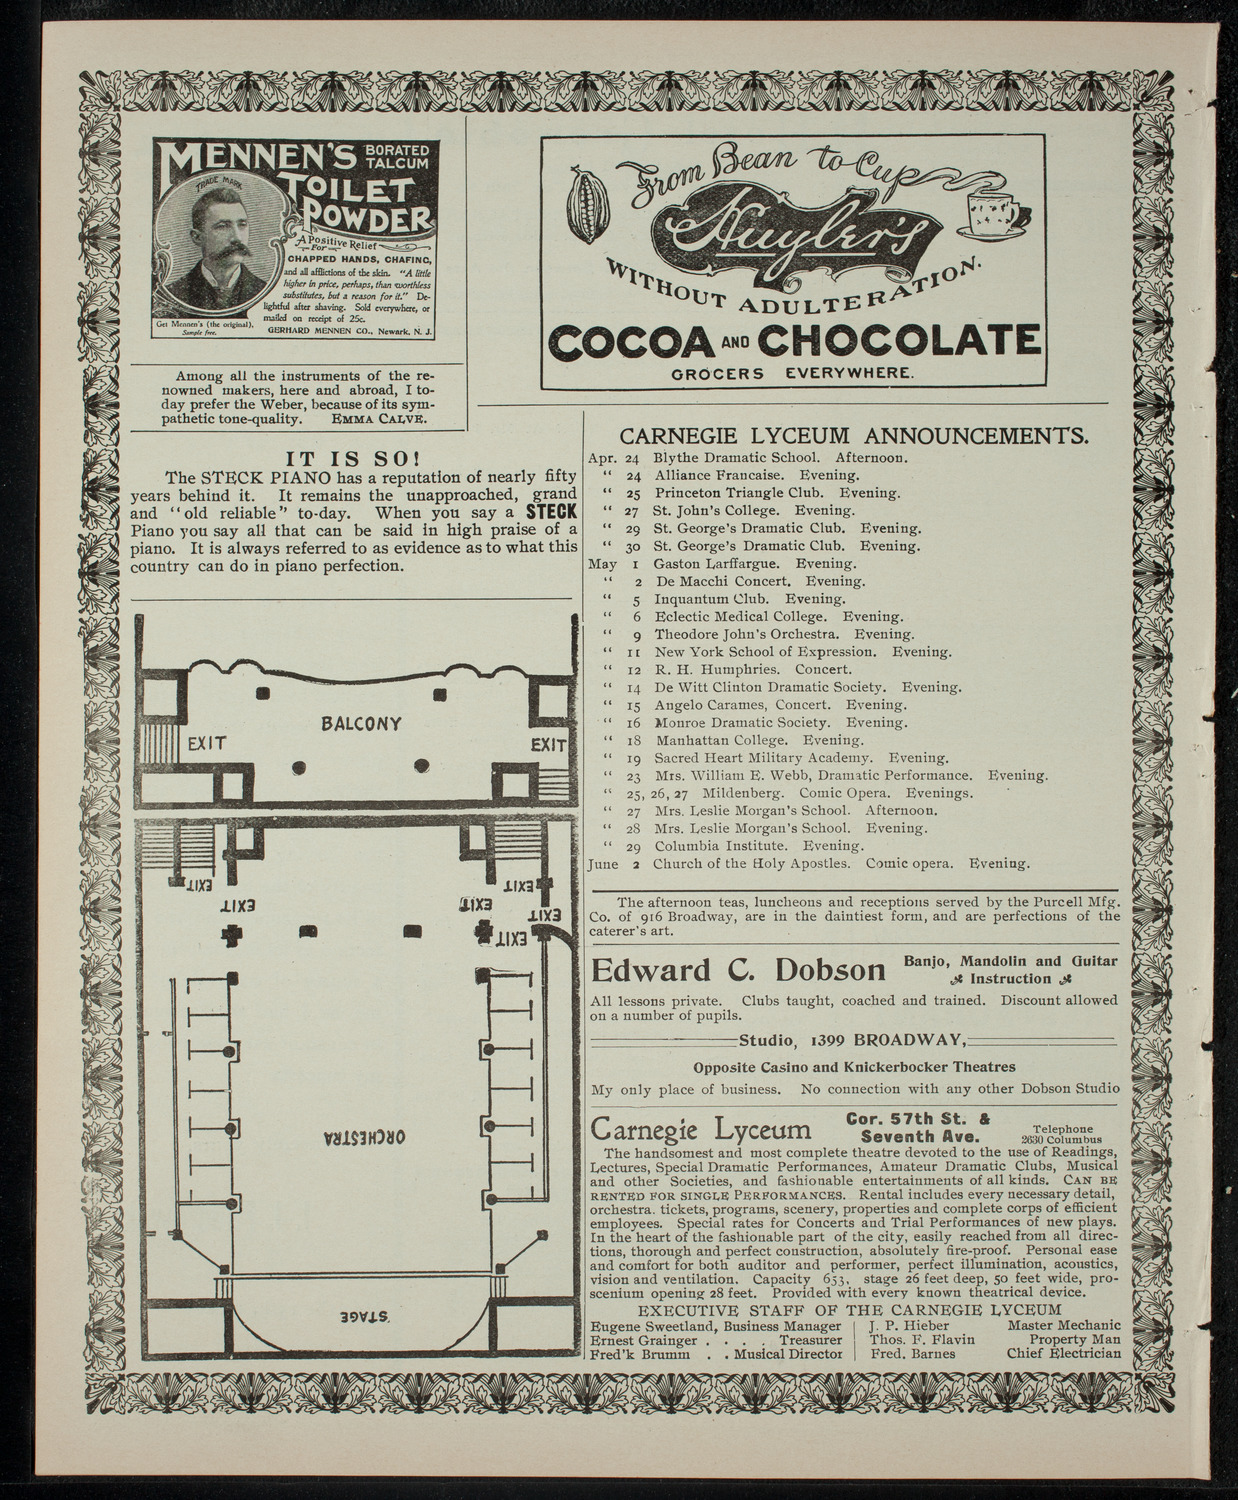 MENNEN'S BORATED
TALCUM
TOILET
POWDER
TRADE MARK
A Positive Relief
For
CHAPPED HANDS, CHAFING,
and all afflictions of the skin. "A little
higher in price, perhaps, than worthless
substitutes, but a reason for it." De-
lightful after shaving. Sold everywhere, or
mailed on receipt of 25c.
Get Mennen's (the original),
Sample free.
GERHARD MENNEN CO., Newark, N. J.
Among all the instruments of the re-
nowned makers, here and abroad, I to-
day prefer the Weber, because of its sym-
pathetic tone-quality. EMMA CALVE.
From Bean to Cup
Huyler's
WITHOUT ADULTERATION.
COCOA AND CHOCOLATE
GROCERS EVERYWHERE.
IT IS SO!
The STECK PIANO has a reputation of nearly fifty
years behind it. It remains the unapproached, grand
and "old reliable" to-day. When you say a STECK
Piano you say all that can be said in high praise of a
piano. It is always referred to as evidence as to what this
country can do in piano perfection.
BALCONY
EXIT
EXIT
EXIT
EXIT
EXIT
EXIT
EXIT
EXIT
ORCHESTRA
STAGE.
CARNEGIE LYCEUM ANNOUNCEMENTS.
Apr. 24 Blythe Dramatic School. Afternoon.
" 24 Alliance Francaise. Evening.
" 25 Princeton Triangle Club. Evening.
" 27 St. John's College. Evening.
" 29 St. George's Dramatic Club. Evening.
" 30 St. George's Dramatic Club. Evening.
May 1 Gaston Larffargue. Evening.
" 2 De Macchi Concert. Evening.
" 5 Inquantum Club. Evening.
" 6 Eclectic Medical College. Evening.
" 9 Theodore John's Orchestra. Evening.
" 11 New York School of Expression. Evening.
" 12 R. H. Humphries. Concert.
" 14 De Witt Clinton Dramatic Society. Evening.
" 15 Angelo Carames, Concert. Evening.
" 16 Monroe Dramatic Society. Evening.
" 18 Manhattan College. Evening.
" 19 Sacred Heart Military Academy. Evening.
" 23 Mrs. William E. Webb, Dramatic Performance. Evening.
" 25, 26, 27 Mildenberg. Comic Opera. Evenings.
" 27 Mrs. Leslie Morgan's School. Afternoon.
" 28 Mrs. Leslie Morgan's School. Evening.
" 29 Columbia Institute. Evening.
June 2 Church of the Holy Apostles. Comic opera. Evening.
The afternoon teas, luncheons and receptions served by the Purcell Mfg.
Co. of 916 Broadway, are in the daintiest form, and are perfections of the
caterer's art.
Edward C. Dobson Banjo, Mandolin and Guitar
Instruction
All lessons private. Clubs taught, coached and trained. Discount allowed
on a number of pupils.
Studio, 1399 BROADWAY,
Opposite Casino and Knickerbocker Theatres
My only place of business. No connection with any other Dobson Studio
Carnegie Lyceum Cor. 57th St. &
Seventh Ave.
Telephone
2630 Columbus
The handsomest and most complete theatre devoted to the use of Readings,
Lectures, Special Dramatic Performances, Amateur Dramatic Clubs, Musical
and other Societies, and fashionable entertainments of all kinds. CAN BE
RENTED FOR SINGLE PERFORMANCES. Rental includes every necessary detail,
orchestra. tickets, programs, scenery, properties and complete corps of efficient
employees. Special rates for Concerts and Trial Performances of new plays.
In the heart of the fashionable part of the city, easily reached from all direc-
tions, thorough and perfect construction, absolutely fire-proof. Personal ease
and comfort for both auditor and performer, perfect illumination, acoustics,
vision and ventilation. Capacity 653, stage 26 feet deep, 50 feet wide, pro-
scenium opening 28 feet. Provided with every known theatrical device.
EXECUTIVE STAFF OF THE CARNEGIE LYCEUM
Eugene Sweetland, Business Manager
Ernest Grainger . . . . Treasurer
Fred'k Brumm . . Musical Director
J. P. Hieber Master Mechanic
Thos. F. Flavin Property Man
Fred. Barnes Chief Electrician